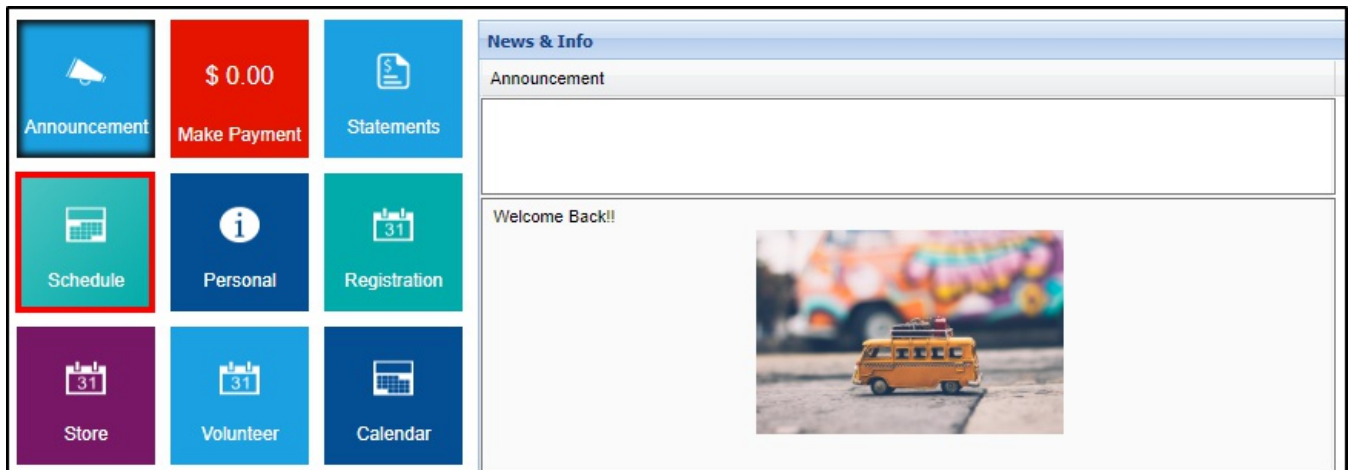 Announcement
$ 0.00
Make Payment
Statements
Schedule
Personal
31
Registration
31
Store
31
Volunteer
Calendar
News & Info
Announcement
Welcome Back!!